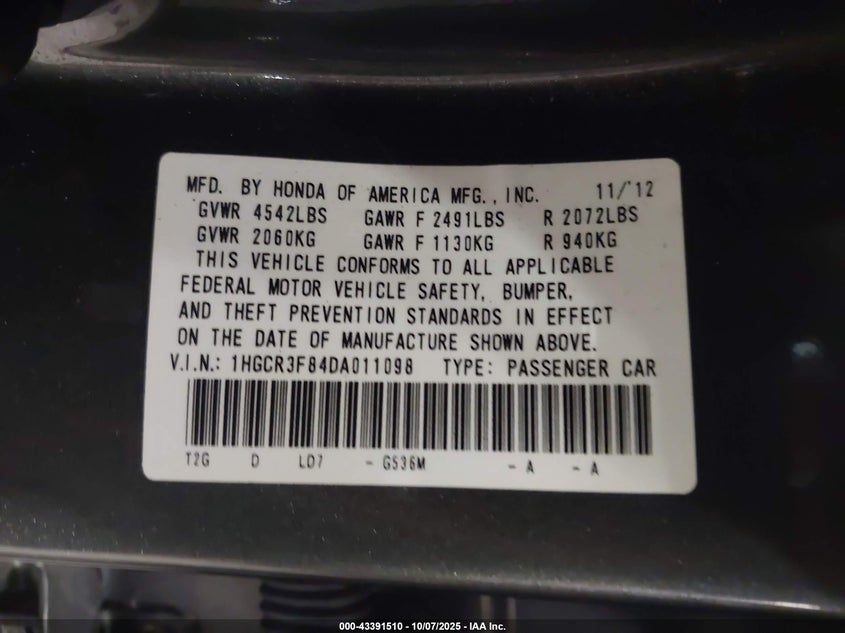 MFD. BY HONDA OF AMERICA MFG., INC. 11/'12
GVWR 4542LBS GAWR F 2491LBS R 2072LBS
GVWR 2060KG GAWR F 1130KG R 940KG
THIS VEHICLE CONFORMS TO ALL APPLICABLE
FEDERAL MOTOR VEHICLE SAFETY, BUMPER,
AND THEFT PREVENTION STANDARDS IN EFFECT
ON THE DATE OF MANUFACTURE SHOWN ABOVE.
V.I.N.: 1HGCR3F84DA011098 TYPE: PASSENGER CAR
T2G D LD7 - G536M - A - A
000-43391510 - 10/07/2025 - IAA Inc.